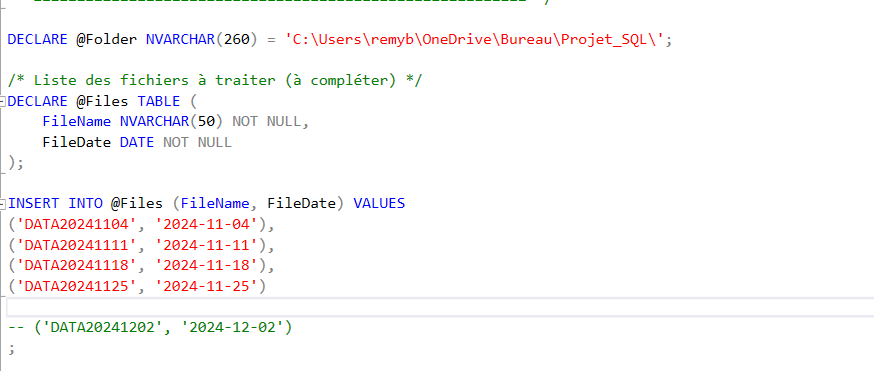 DECLARE @Folder NVARCHAR(260) = 'C:\Users\remyb\OneDrive\Bureau\Projet_SQL\';
/* Liste des fichiers à traiter (à compléter) */
DECLARE @Files TABLE (
    FileName NVARCHAR(50) NOT NULL,
    FileDate DATE NOT NULL
);
INSERT INTO @Files (FileName, FileDate) VALUES
('DATA20241104', '2024-11-04'),
('DATA20241111', '2024-11-11'),
('DATA20241118', '2024-11-18'),
('DATA20241125', '2024-11-25')
-- ('DATA20241202', '2024-12-02')
;